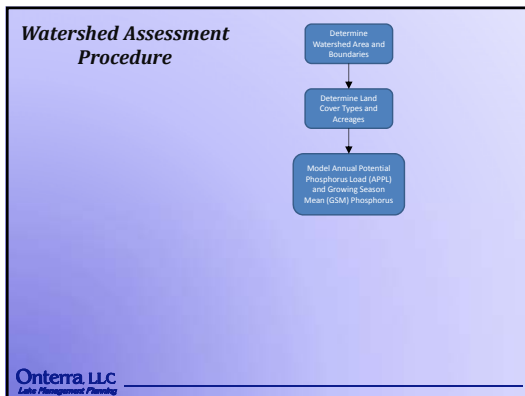 Watershed Assessment
Procedure
Determine
Watershed Area and
Boundaries
Determine Land
Cover Types and
Acreages
Model Annual Potential
Phosphorus Load (APPL)
and Growing Season
Mean (GSM) Phosphorus
Onterra, LLC
Lake Management Planning